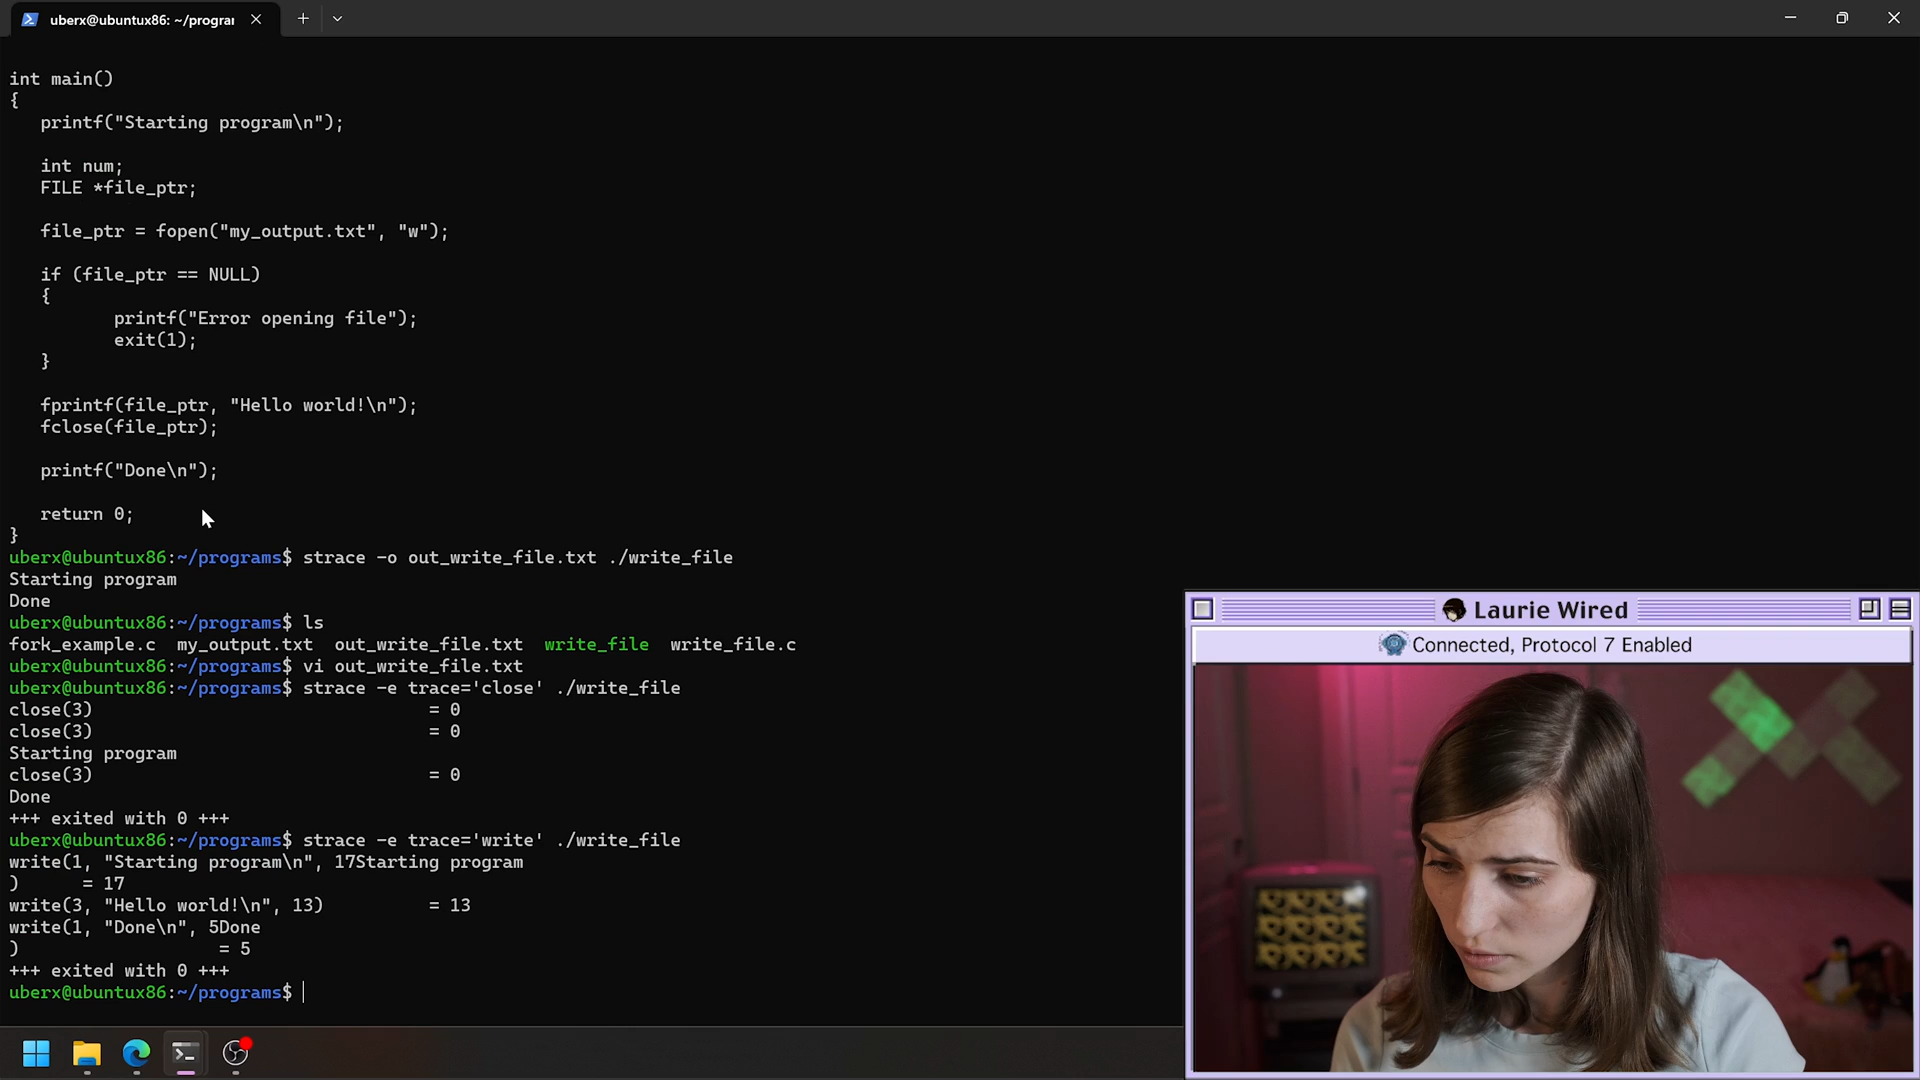 uberx@ubuntux86: ~/progra
int main()
{
printf("Starting program\n");
int num;
FILE *file_ptr;
file_ptr = fopen("my_output.txt", "w");
if (file_ptr == NULL)
{
printf("Error opening file");
exit(1);
}
fprintf(file_ptr, "Hello world!\n");
fclose(file_ptr);
printf("Done\n");
return 0;
}
uberx@ubuntux86:~/programs$ strace -o out_write_file.txt ./write_file
Starting program
Done
uberx@ubuntux86:~/programs$ ls
fork_example.c  my_output.txt  out_write_file.txt  write_file  write_file.c
uberx@ubuntux86:~/programs$ vi out_write_file.txt
uberx@ubuntux86:~/programs$ strace -e trace='close' ./write_file
close(3)                                = 0
close(3)                                = 0
Starting program
close(3)                                = 0
Done
+++ exited with 0 +++
uberx@ubuntux86:~/programs$ strace -e trace='write' ./write_file
write(1, "Starting program\n", 17Starting program
)      = 17
write(3, "Hello world!\n", 13)          = 13
write(1, "Done\n", 5Done
)                   = 5
+++ exited with 0 +++
uberx@ubuntux86:~/programs$
Laurie Wired
Connected, Protocol 7 Enabled